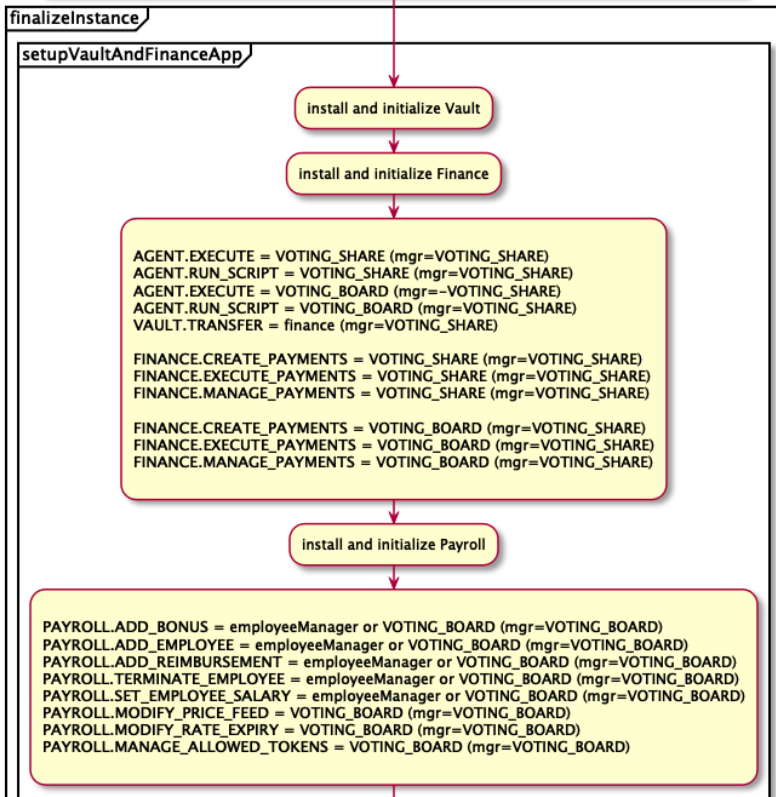 finalizeInstance
setupVaultAndFinanceApp
install and initialize Vault
install and initialize Finance
AGENT.EXECUTE = VOTING_SHARE (mgr=VOTING_SHARE)
AGENT.RUN_SCRIPT = VOTING_SHARE (mgr=VOTING_SHARE)
AGENT.EXECUTE = VOTING_BOARD (mgr=-VOTING_SHARE)
AGENT.RUN_SCRIPT = VOTING_BOARD (mgr=VOTING_SHARE)
VAULT.TRANSFER = finance (mgr=VOTING_SHARE)
FINANCE.CREATE_PAYMENTS = VOTING_SHARE (mgr=VOTING_SHARE)
FINANCE.EXECUTE_PAYMENTS = VOTING_SHARE (mgr=VOTING_SHARE)
FINANCE.MANAGE_PAYMENTS = VOTING_SHARE (mgr=VOTING_SHARE)
FINANCE.CREATE_PAYMENTS = VOTING_BOARD (mgr=VOTING_SHARE)
FINANCE.EXECUTE_PAYMENTS = VOTING_BOARD (mgr=VOTING_SHARE)
FINANCE.MANAGE_PAYMENTS = VOTING_BOARD (mgr=VOTING_SHARE)
install and initialize Payroll
PAYROLL.ADD_BONUS = employeeManager or VOTING_BOARD (mgr=VOTING_BOARD)
PAYROLL.ADD_EMPLOYEE = employeeManager or VOTING_BOARD (mgr=VOTING_BOARD)
PAYROLL.ADD_REIMBURSEMENT = employeeManager or VOTING_BOARD (mgr=VOTING_BOARD)
PAYROLL.TERMINATE_EMPLOYEE = employeeManager or VOTING_BOARD (mgr=VOTING_BOARD)
PAYROLL.SET_EMPLOYEE_SALARY = employeeManager or VOTING_BOARD (mgr=VOTING_BOARD)
PAYROLL.MODIFY_PRICE_FEED = VOTING_BOARD (mgr=VOTING_BOARD)
PAYROLL.MODIFY_RATE_EXPIRY = VOTING_BOARD (mgr=VOTING_BOARD)
PAYROLL.MANAGE_ALLOWED_TOKENS = VOTING_BOARD (mgr=VOTING_BOARD)